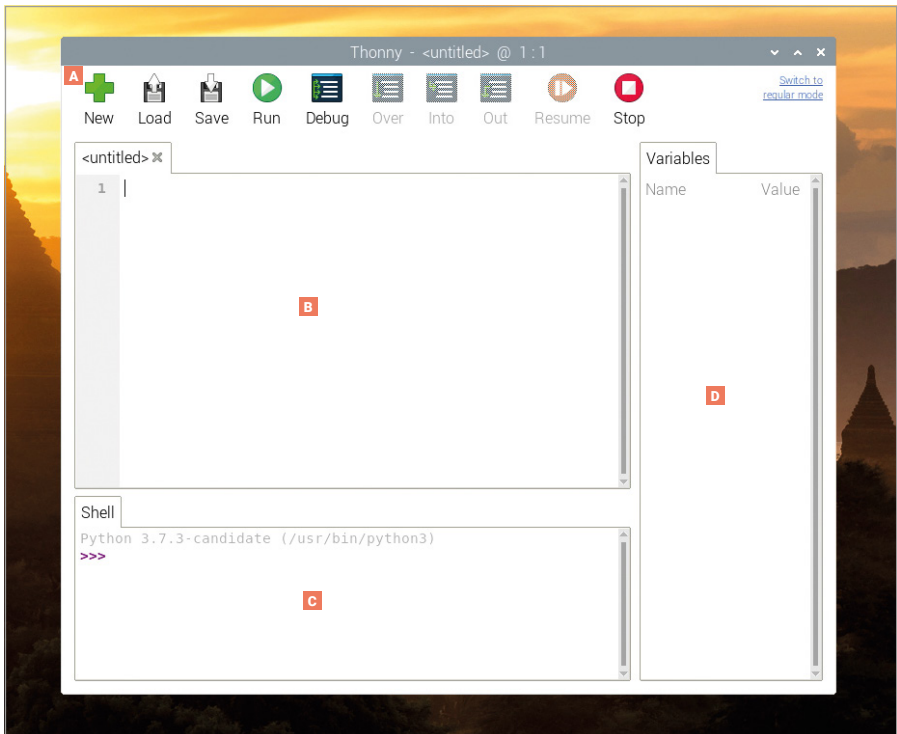 Thonny - <untitled> @ 1 : 1
A
New Load Save Run Debug Over Into Out Resume Stop
Switch to
regular mode
<untitled>
1
B
Variables
Name Value
D
Shell
Python 3.7.3-candidate (/usr/bin/python3)
>>>
C